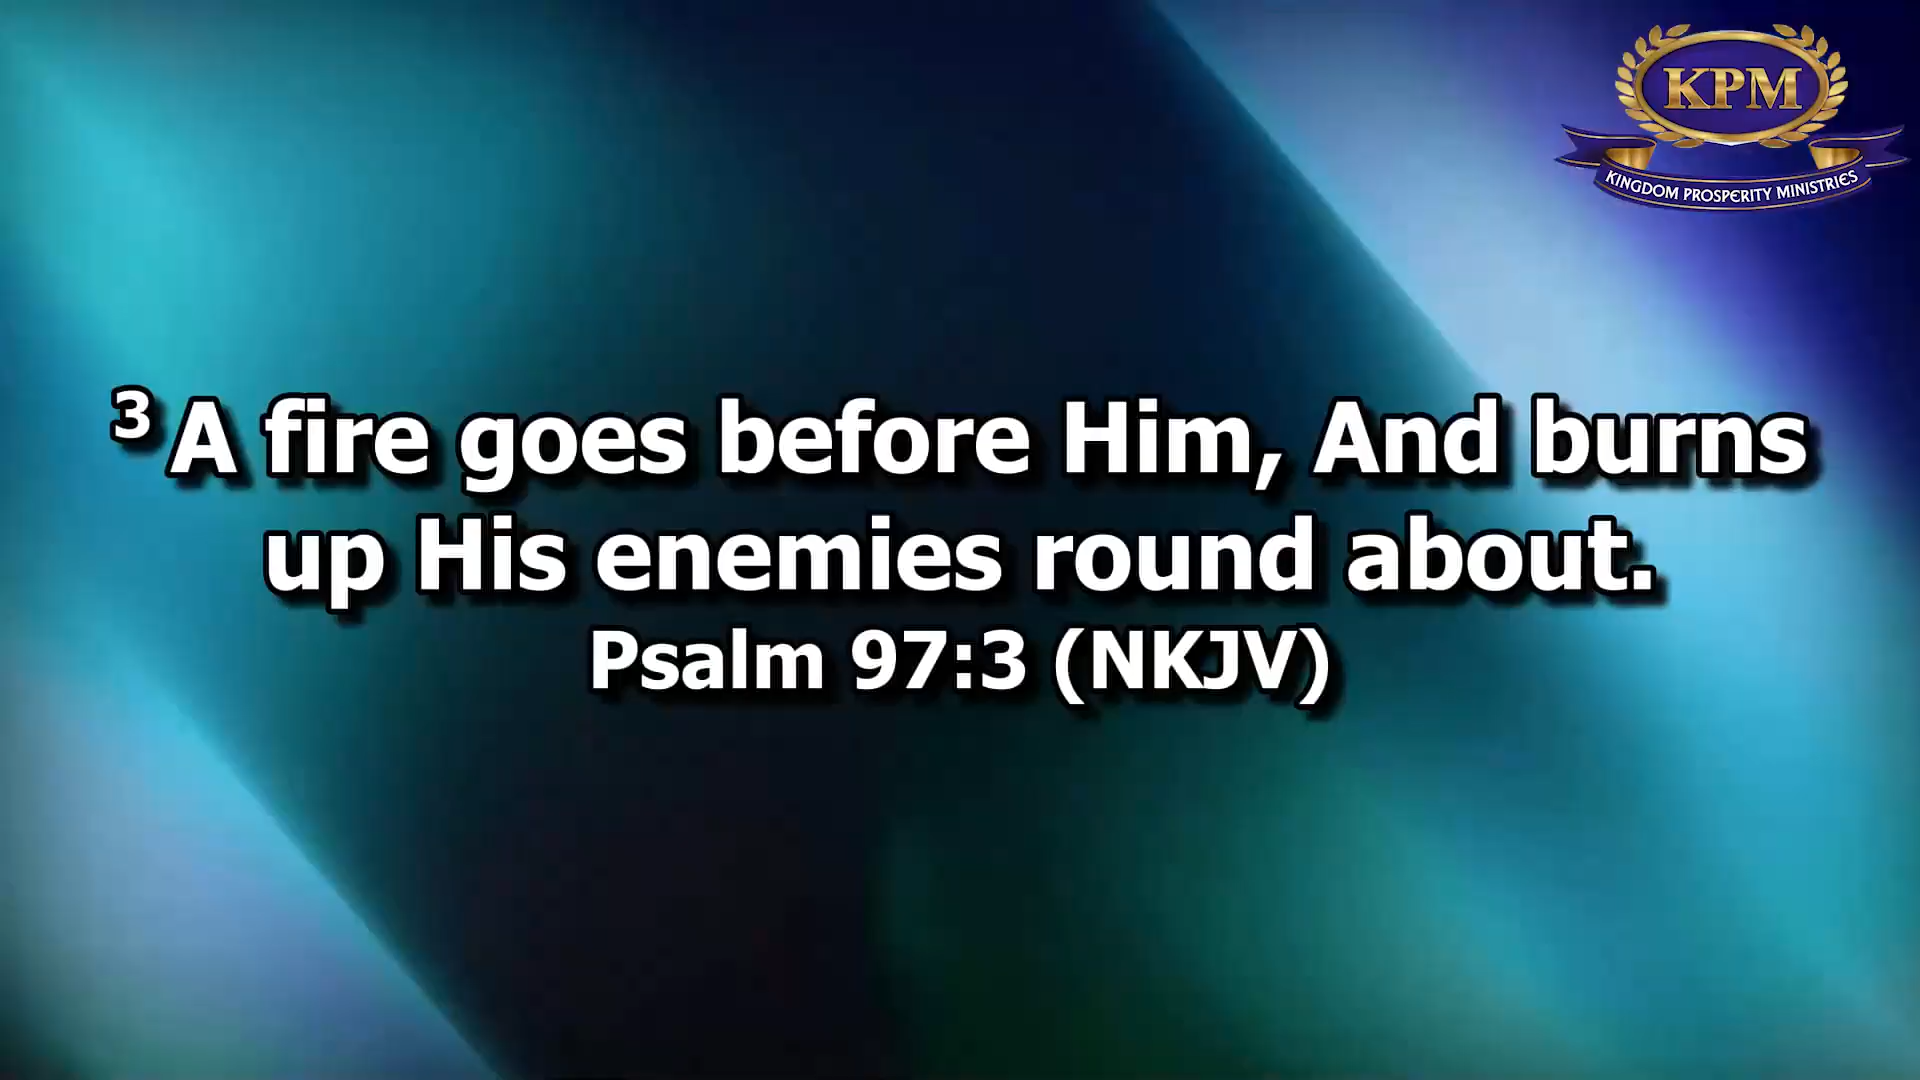 KPM
KINGDOM PROSPERITY MINISTRIES
3 A fire goes before Him, And burns
up His enemies round about.
Psalm 97:3 (NKJV)